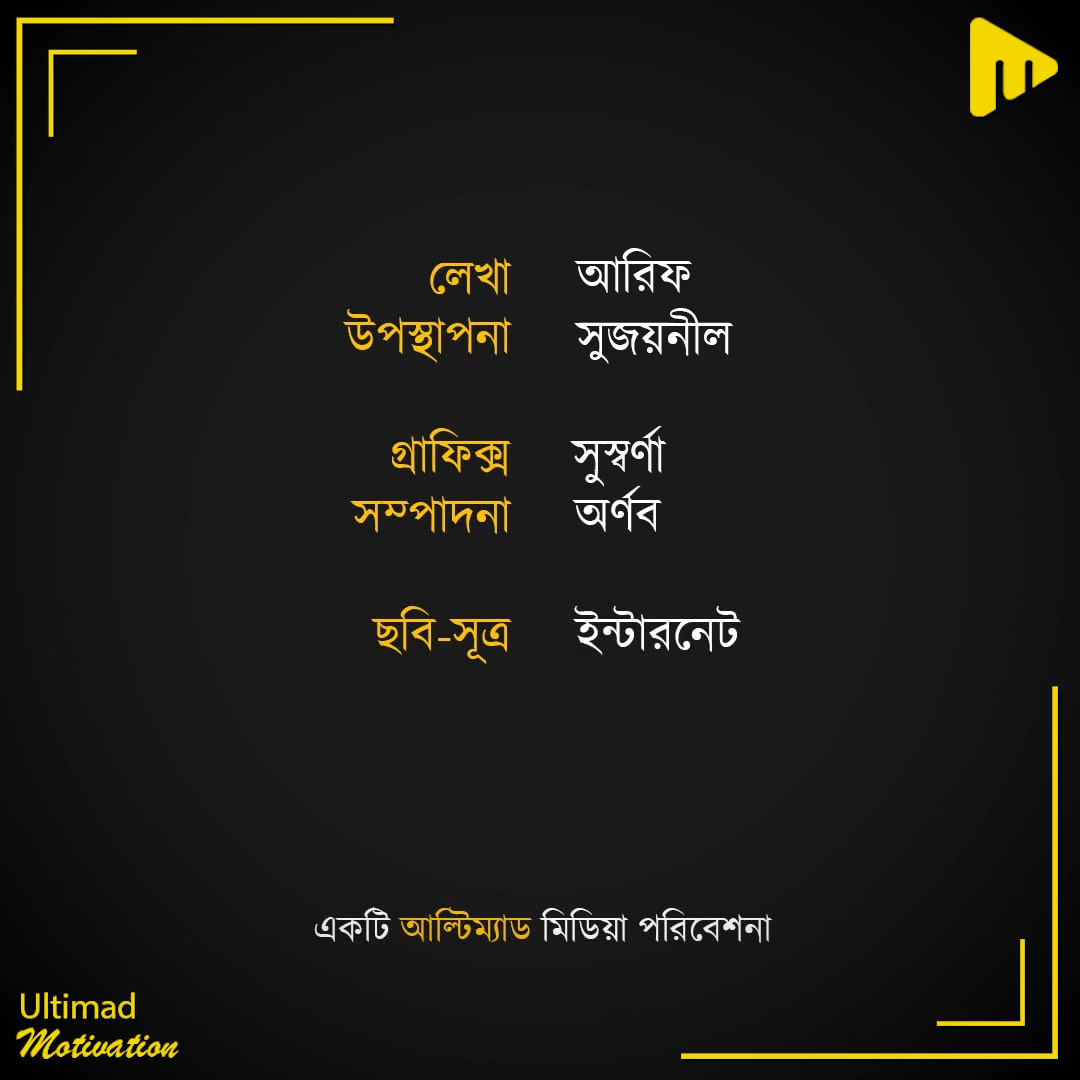 লেখা আরিফ
উপস্থাপনা সুজয়নীল
গ্রাফিক্স সুস্বর্ণা
সম্পাদনা অর্ণব
ছবি-সূত্র ইন্টারনেট
একটি আল্টিম্যাড মিডিয়া পরিবেশনা
Ultimad
Motivation